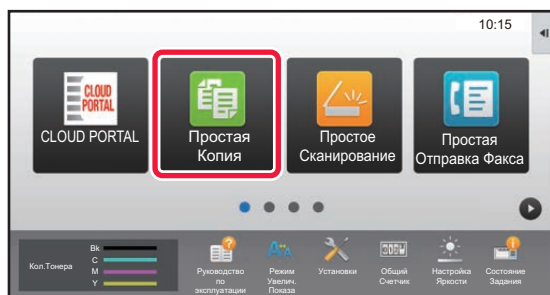 10:15
CLOUD
PORTAL
CLOUD PORTAL
Простая
Копия
Простое
Сканирование
Простая
Отправка Факса
Кол.Тонера
Bk
C
M
Y
Руководство
по
эксплуатации
Режим
Увелич.
Показа
Установки
Общий
Счетчик
Настройка
Яркости
Состояние
Задания